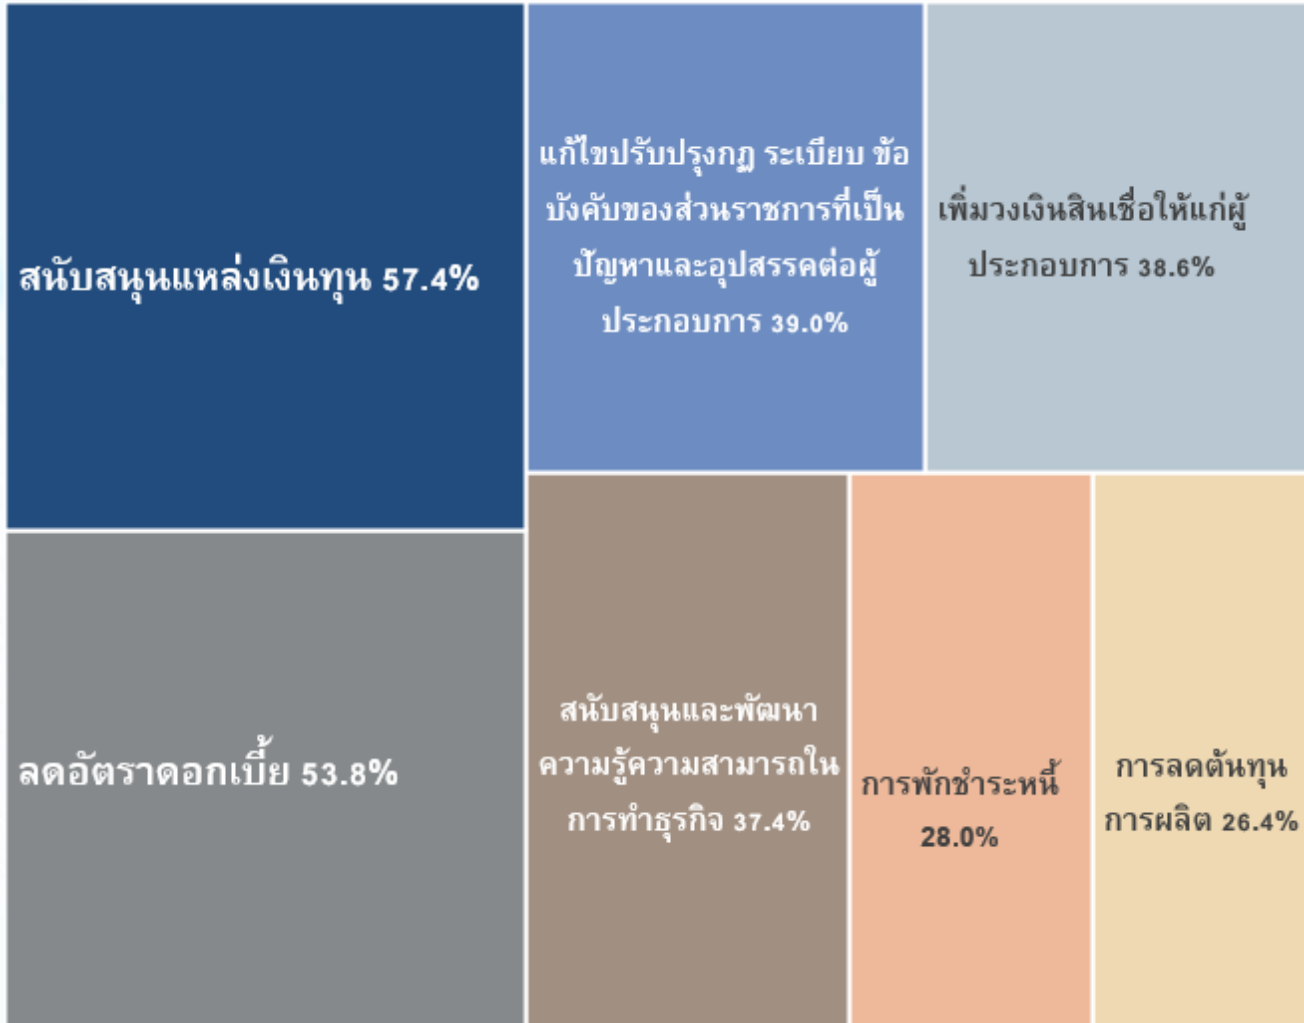 สนับสนุนแหล่งเงินทุน 57.4%
แก้ไขปรับปรุงกฏ ระเบียบ ข้อ
บังคับของส่วนราชการที่เป็น
ปัญหาและอุปสรรคต่อผู้
ประกอบการ 39.0%
เพิ่มวงเงินสินเชื่อให้แก่ผู้
ประกอบการ 38.6%
ลดอัตราดอกเบี้ย 53.8%
สนับสนุนและพัฒนา
ความรู้ความสามารถใน
การทำธุรกิจ 37.4%
การพักชำระหนี้
28.0%
การลดต้นทุน
การผลิต 26.4%